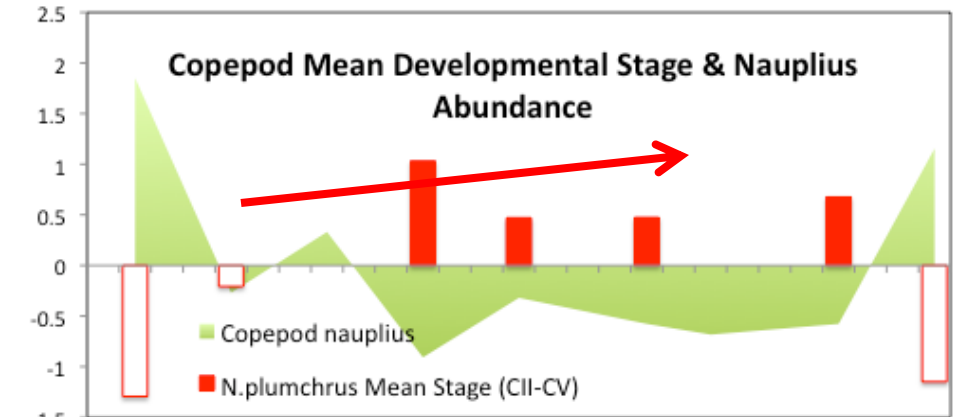 2.5
2
Copepod Mean Developmental Stage & Nauplius
Abundance
1.5
1
0.5
0
-0.5
Copepod nauplius
-1
N.plumchrus Mean Stage (CII-CV)